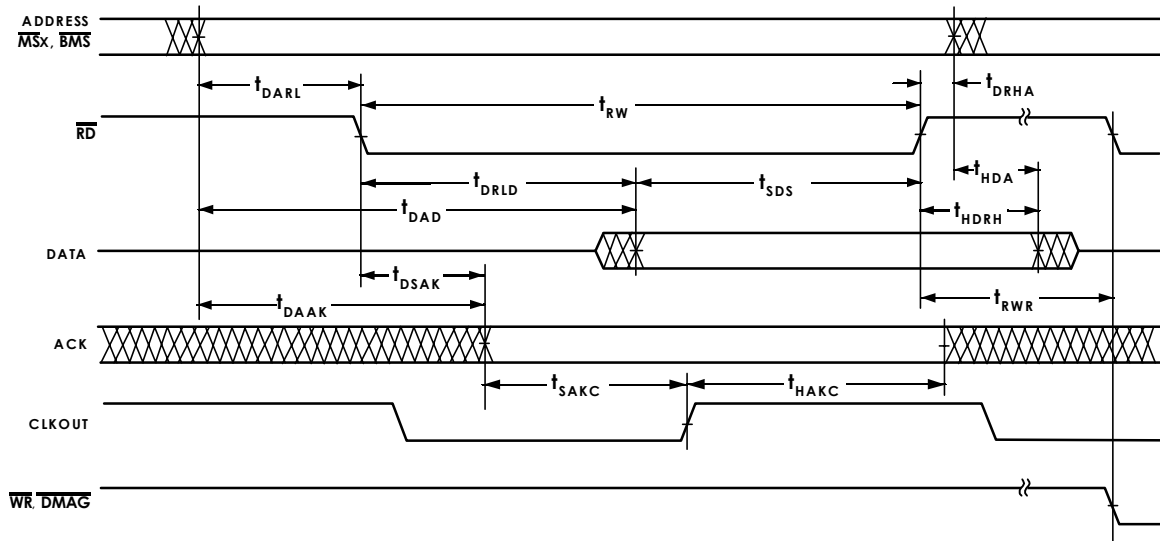 ADDRESS
MSx, BMS
tDARL
tDRHA
tRW
RD
tHDA
tDRLD
tSDS
tDAD
tHDRH
DATA
tDSAK
tDAAK
tRWR
ACK
tSAKC
tHAKC
CLKOUT
WR, DMAG